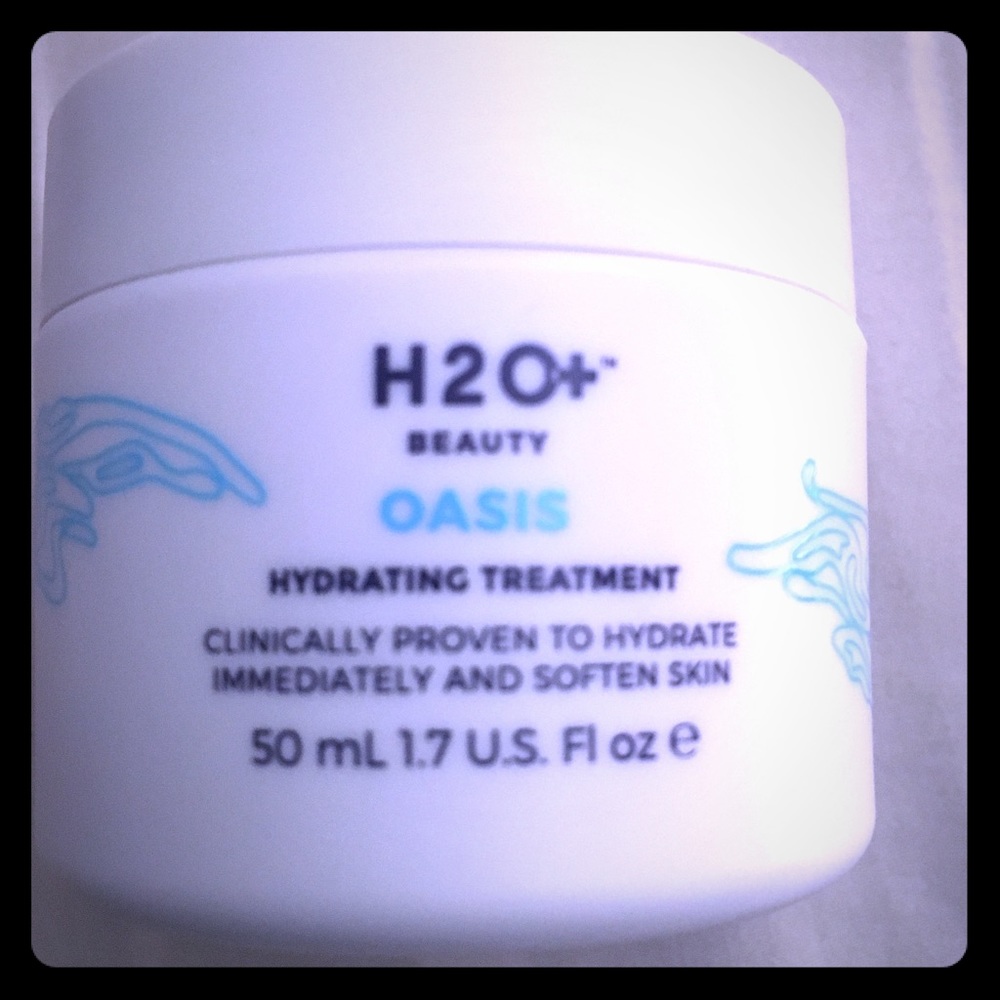 H2O+™
BEAUTY
OASIS
HYDRATING TREATMENT
CLINICALLY PROVEN TO HYDRATE
IMMEDIATELY AND SOFTEN SKIN
50 mL 1.7 U.S. Fl oz e